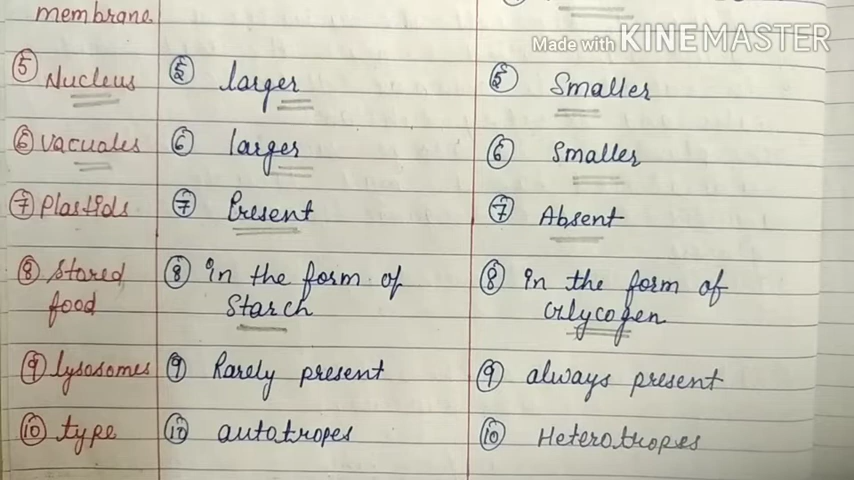 membrane
Made with KINEMASTER
⑤ Nucleus ⑤ larger ⑤ Smaller
⑥ vacuales ⑥ larger ⑥ Smaller
⑦ Plastids ⑦ Present ⑦ Absent
⑧ Stored ⑧ in the form of ⑧ in the form of
food Starch Glycogen
⑨ lysosomes ⑨ Rarely present ⑨ always present
⑩ type ⑩ autotropes ⑩ Heterotropes